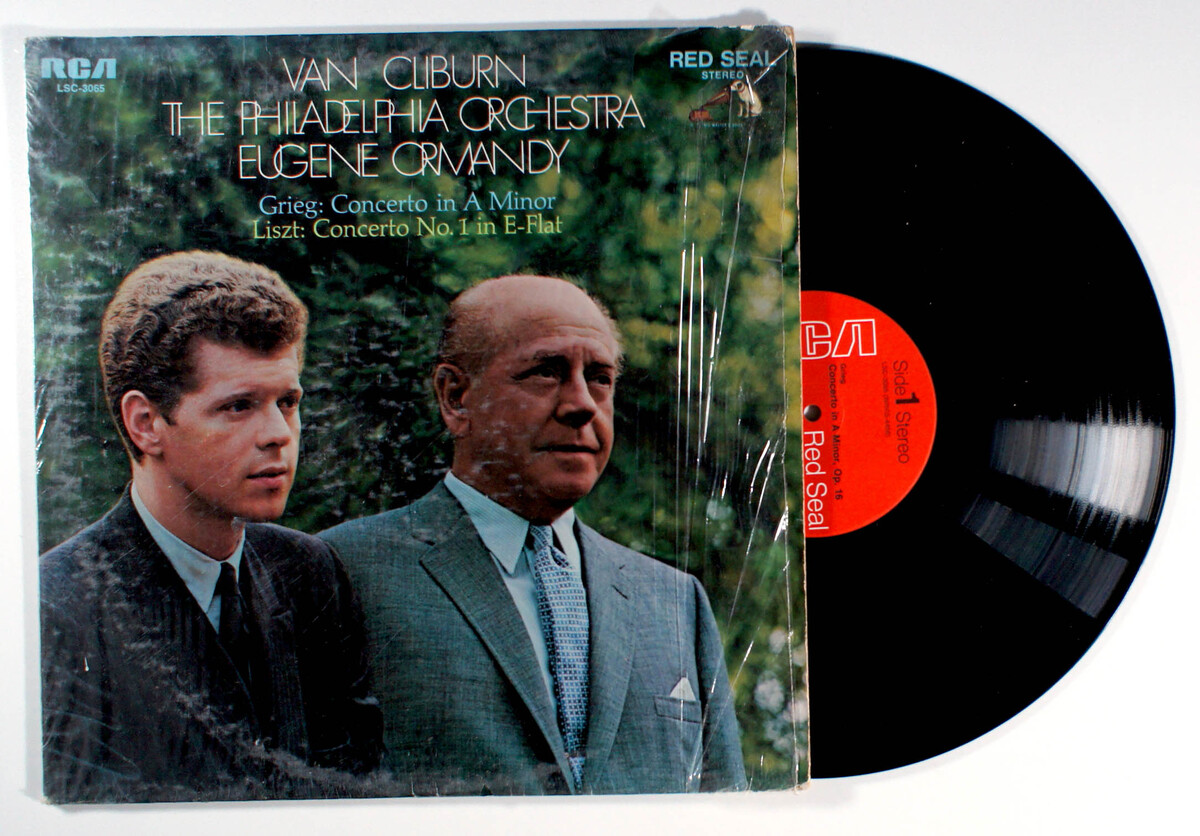 RCA
LSC-3065
VAN CLIBURN
THE PHILADELPHIA ORCHESTRA
EUGENE ORMANDY
Grieg: Concerto in A Minor
Liszt: Concerto No. 1 in E-Flat
RED SEAL
STEREO
RCA
Side 1 Stereo
Grieg
Concerto in A Minor, Op. 16
Red Seal